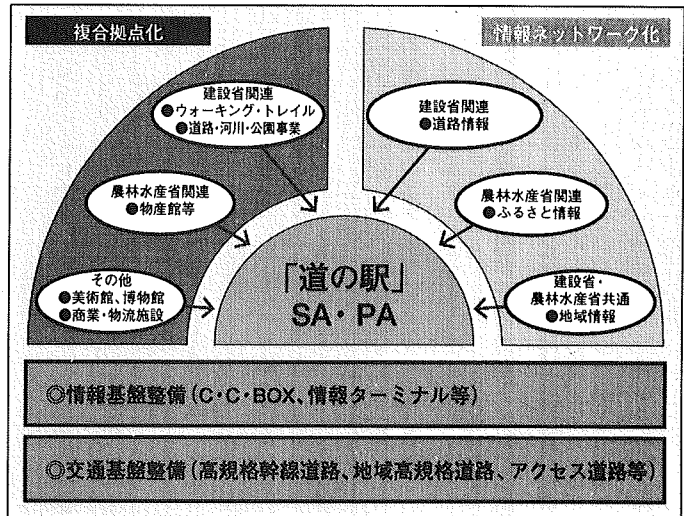 複合拠点化
情報ネットワーク化
建設省関連
●ウォーキング・トレイル
●道路・河川・公園事業
農林水産省関連
●物産館等
その他
●美術館、博物館
●商業・物流施設
建設省関連
●道路情報
農林水産省関連
●ふるさと情報
建設省・
農林水産省共通
●地域情報
「道の駅」
SA・PA
◎情報基盤整備(C・C・BOX、情報ターミナル等)
◎交通基盤整備(高規格幹線道路、地域高規格道路、アクセス道路等)